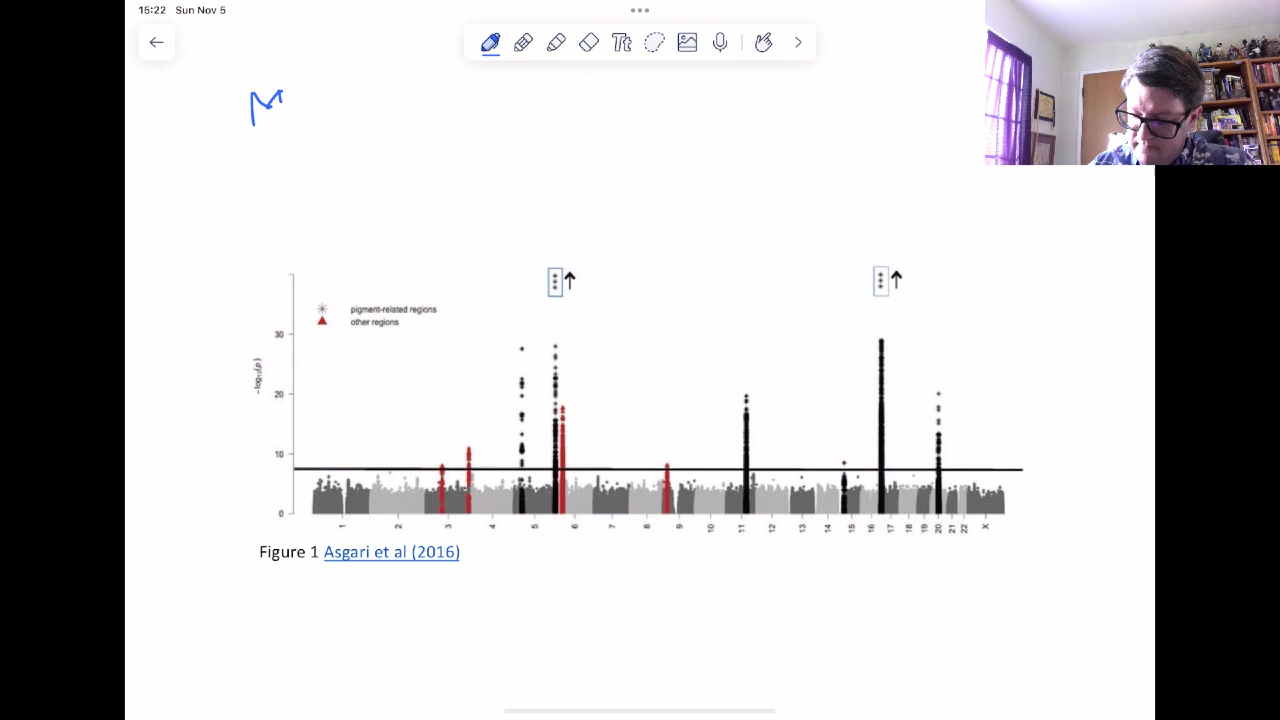 15:22 Sun Nov 5
Tt
M
pigment-related regions
other regions
30
20
10
0
-log10(p)
1 2 3 4 5 6 7 8 9 10 11 12 13 14 15 16 17 18 19 20 21 22 X
Figure 1 Asgari et al (2016)